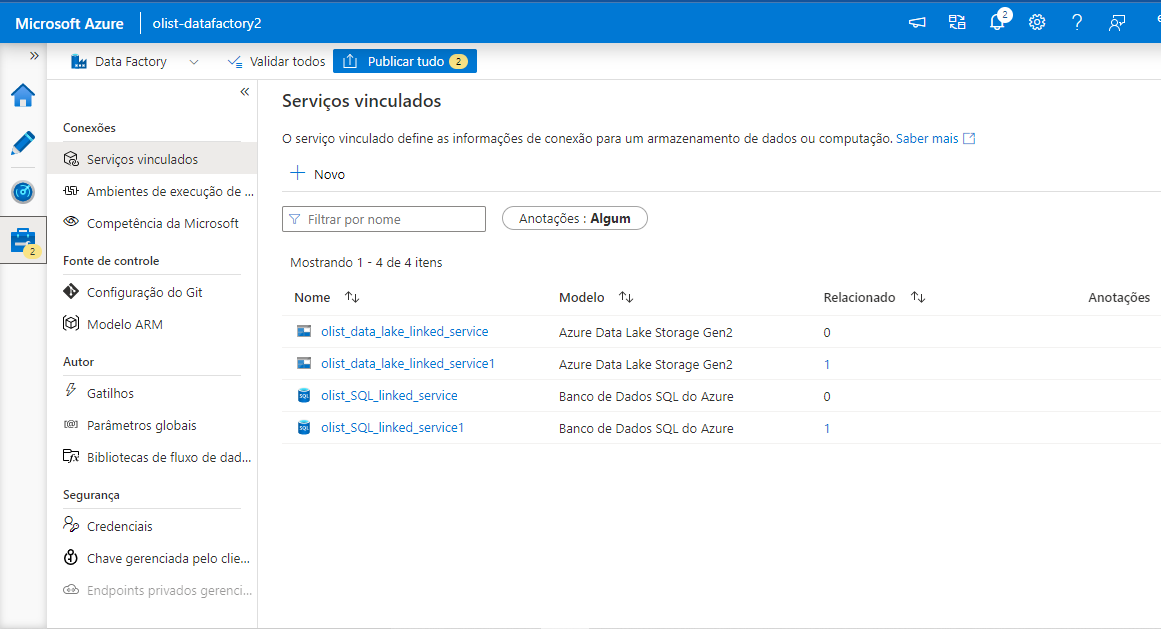 Microsoft Azure olist-datafactory2 2
Data Factory Validar todos Publicar tudo 2
Conexões
Serviços vinculados
Ambientes de execução de ...
Competência da Microsoft
2
Fonte de controle
Configuração do Git
Modelo ARM
Autor
Gatilhos
Parâmetros globais
Bibliotecas de fluxo de dad...
Segurança
Credenciais
Chave gerenciada pelo clie...
Endpoints privados gerenci...
Serviços vinculados
O serviço vinculado define as informações de conexão para um armazenamento de dados ou computação. Saber mais
Novo
Filtrar por nome Anotações : Algum
Mostrando 1 - 4 de 4 itens
Nome Modelo Relacionado Anotações
olist_data_lake_linked_service Azure Data Lake Storage Gen2 0
olist_data_lake_linked_service1 Azure Data Lake Storage Gen2 1
olist_SQL_linked_service Banco de Dados SQL do Azure 0
olist_SQL_linked_service1 Banco de Dados SQL do Azure 1